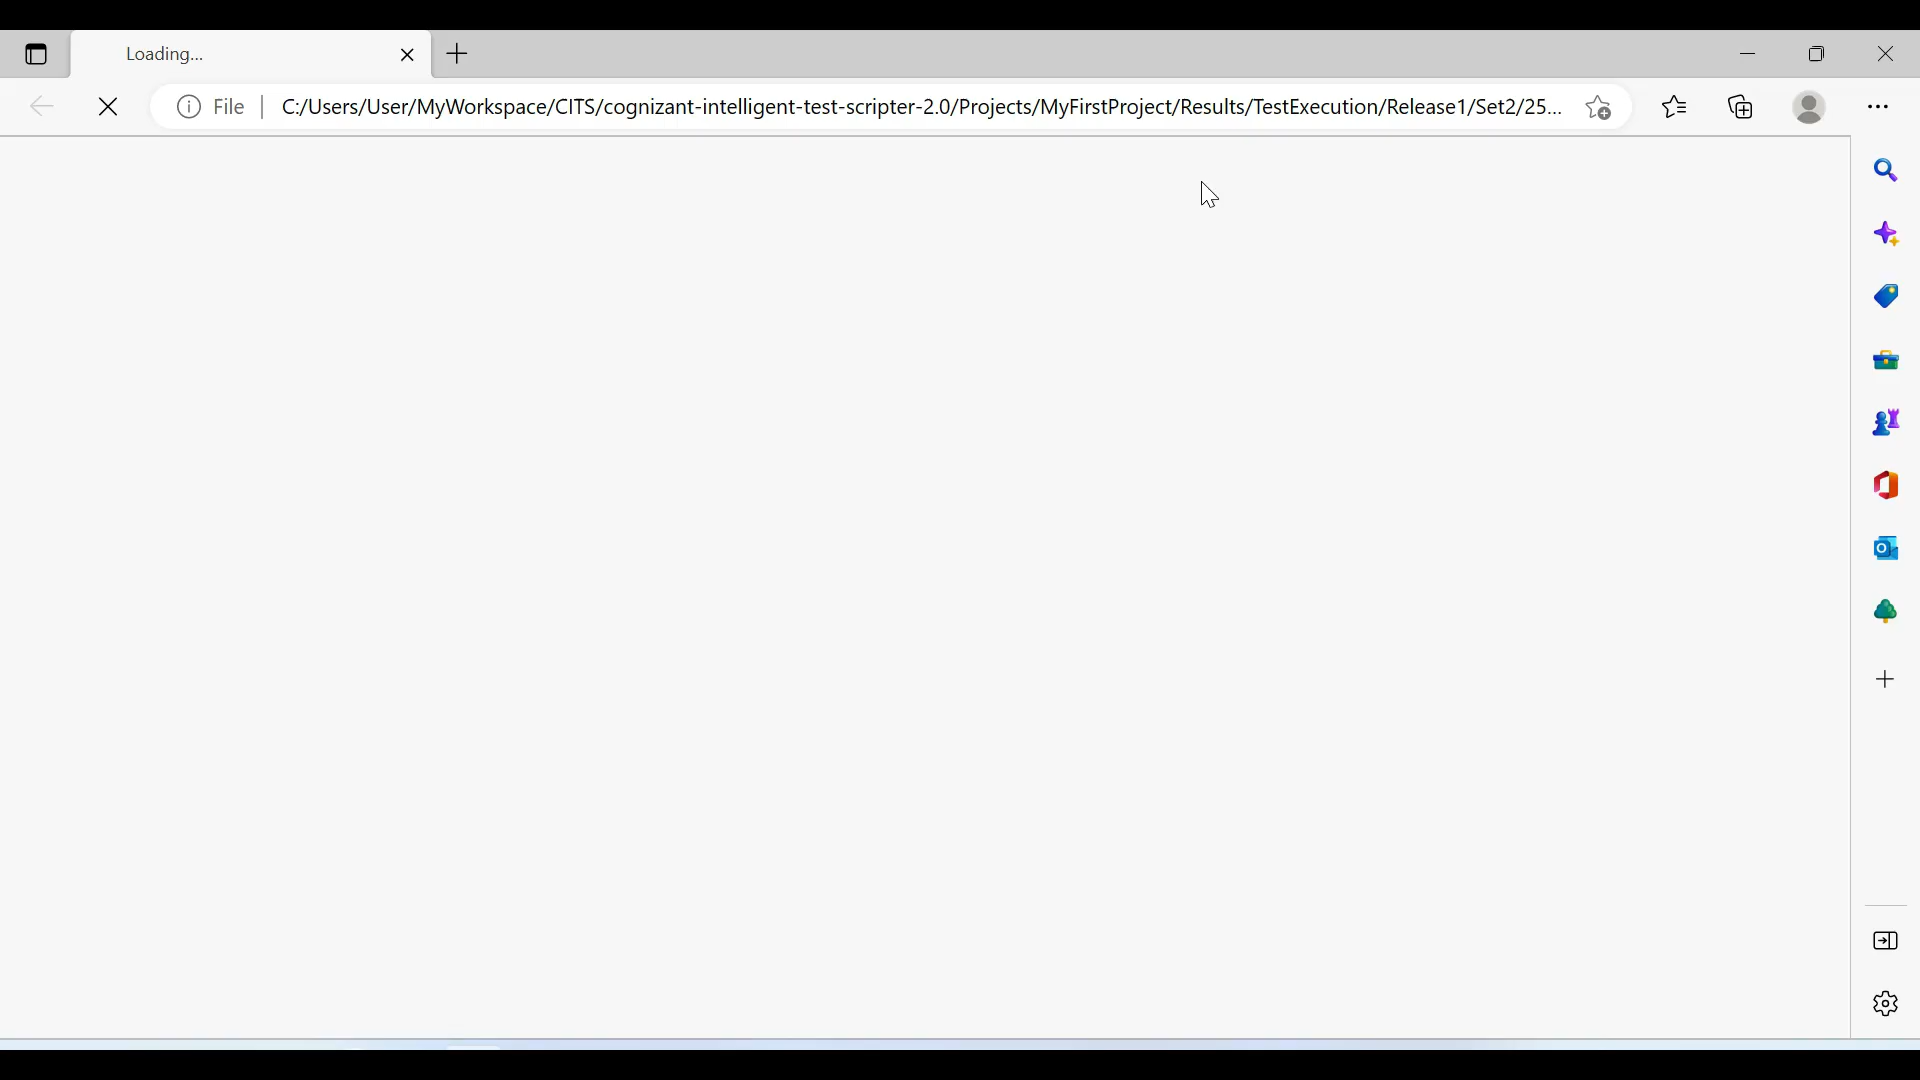 Loading...
File
C:/Users/User/MyWorkspace/CITS/cognizant-intelligent-test-scripter-2.0/Projects/MyFirstProject/Results/TestExecution/Release1/Set2/25...